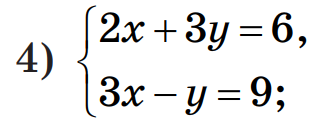 4) { 2x + 3y = 6,
3x − y = 9;